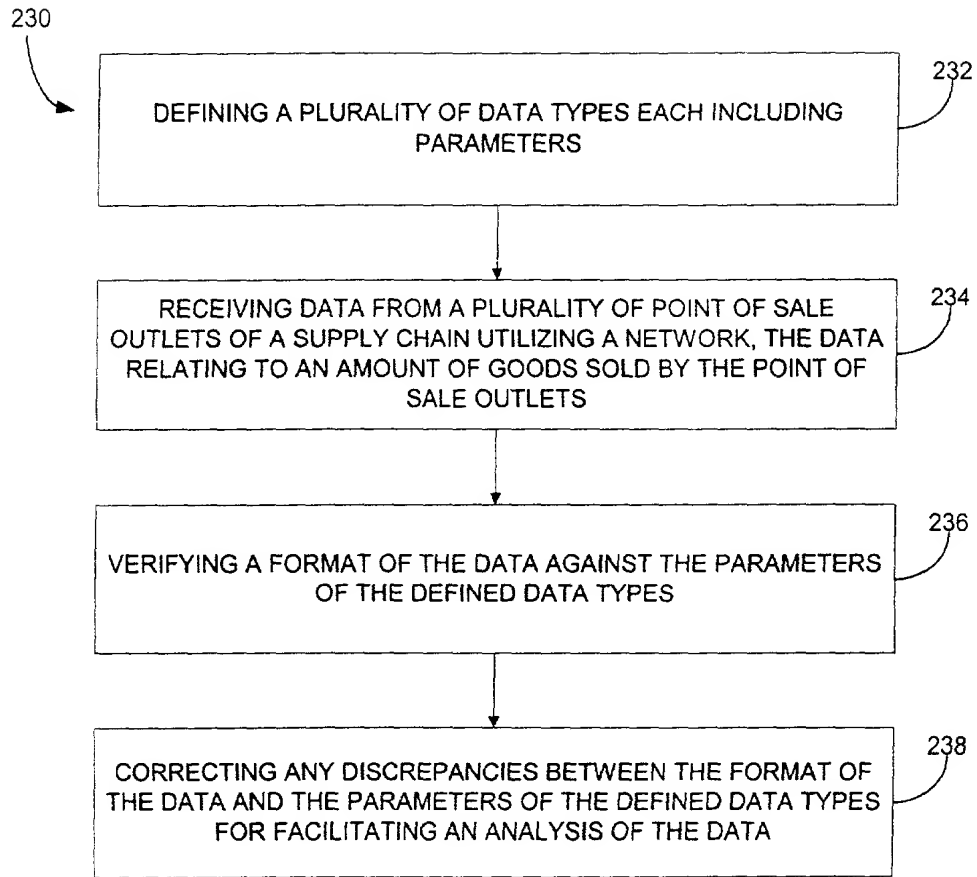 230
232
DEFINING A PLURALITY OF DATA TYPES EACH INCLUDING
PARAMETERS
234
RECEIVING DATA FROM A PLURALITY OF POINT OF SALE
OUTLETS OF A SUPPLY CHAIN UTILIZING A NETWORK, THE DATA
RELATING TO AN AMOUNT OF GOODS SOLD BY THE POINT OF
SALE OUTLETS
236
VERIFYING A FORMAT OF THE DATA AGAINST THE PARAMETERS
OF THE DEFINED DATA TYPES
238
CORRECTING ANY DISCREPANCIES BETWEEN THE FORMAT OF
THE DATA AND THE PARAMETERS OF THE DEFINED DATA TYPES
FOR FACILITATING AN ANALYSIS OF THE DATA